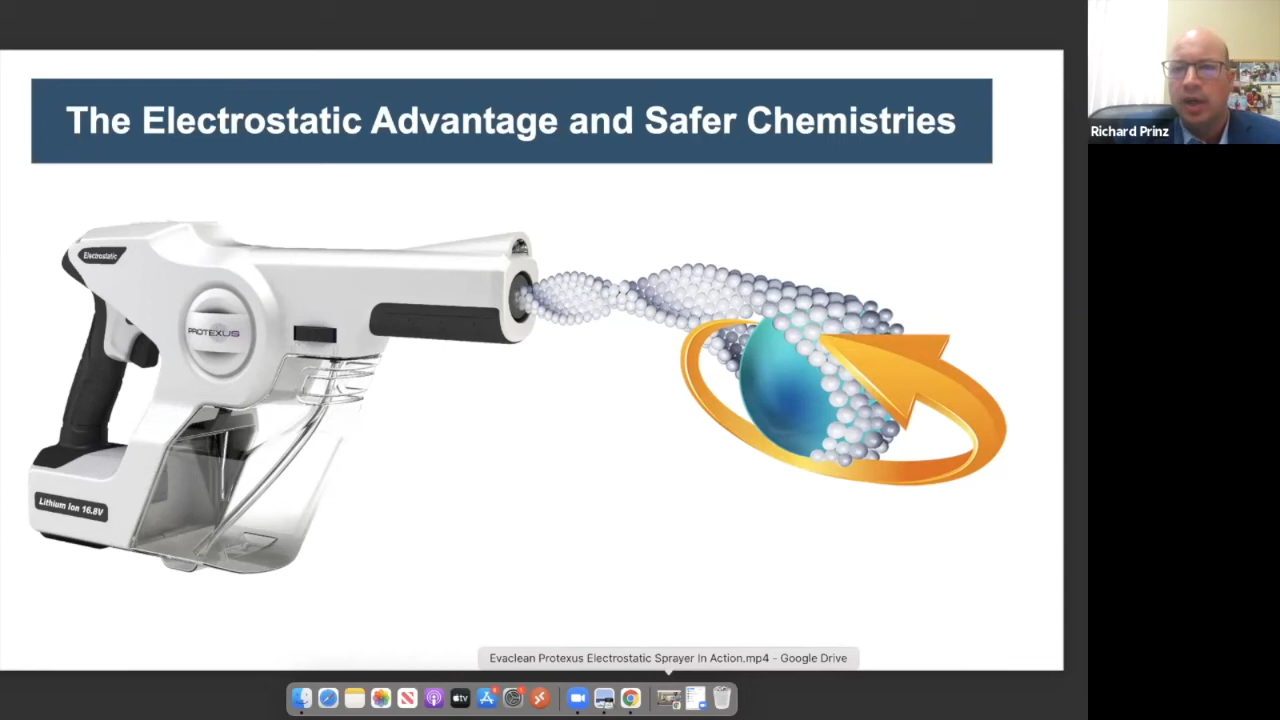 The Electrostatic Advantage and Safer Chemistries
Richard Prinz
Electrostatic
PROTEXUS
Lithium Ion 16.8V
Evaclean Protexus Electrostatic Sprayer In Action.mp4 - Google Drive
tv